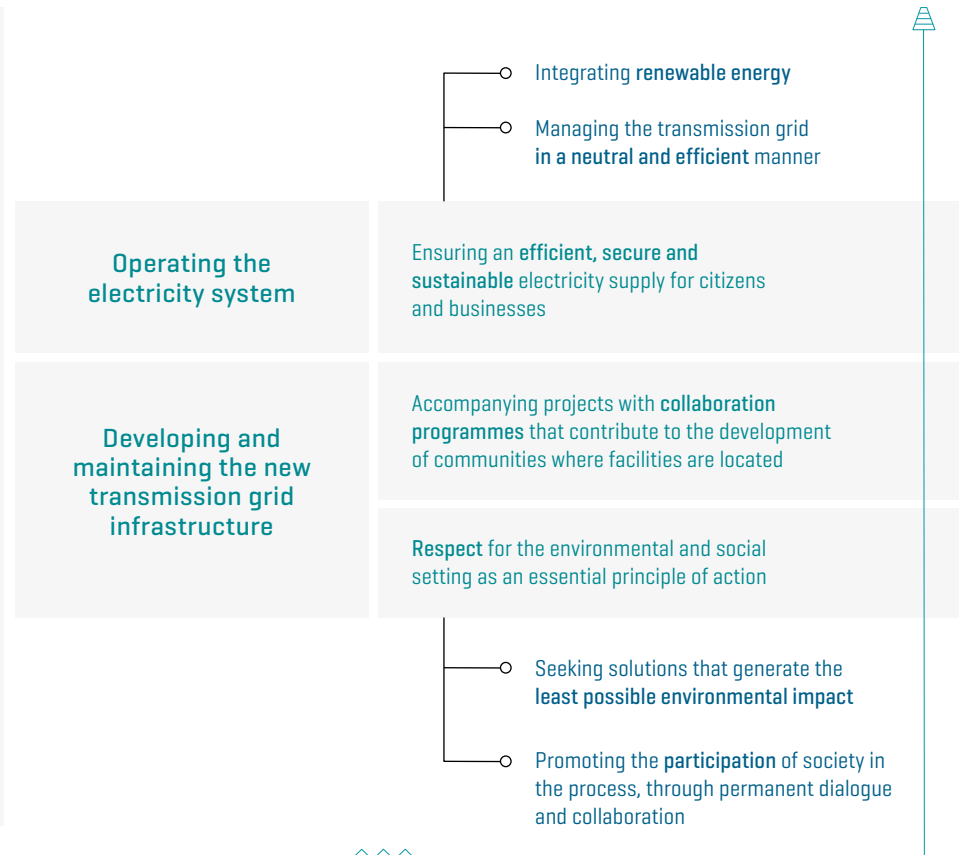 Integrating renewable energy
Managing the transmission grid
in a neutral and efficient manner
Operating the
electricity system
Ensuring an efficient, secure and
sustainable electricity supply for citizens
and businesses
Developing and
maintaining the new
transmission grid
infrastructure
Accompanying projects with collaboration
programmes that contribute to the development
of communities where facilities are located
Respect for the environmental and social
setting as an essential principle of action
Seeking solutions that generate the
least possible environmental impact
Promoting the participation of society in
the process, through permanent dialogue
and collaboration